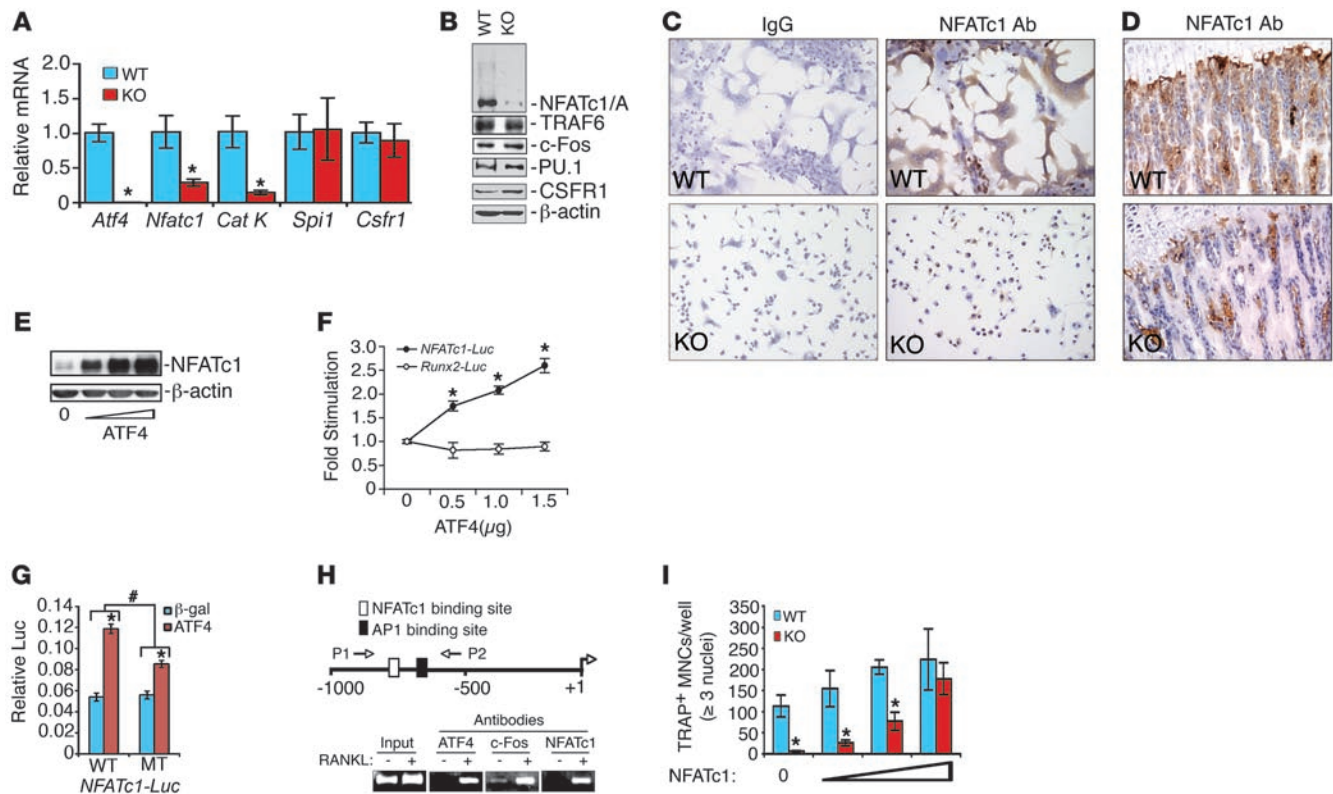 A
Relative mRNA
2.0
1.5
1.0
0.5
0
WT
KO
* * *
Atf4 Nfatc1 Cat K Spi1 Csfr1
B
WT KO
-NFATc1/A
-TRAF6
-c-Fos
-PU.1
-CSFR1
-β-actin
C
IgG NFATc1 Ab
WT WT
KO KO
D
NFATc1 Ab
WT
KO
E
-NFATc1
-β-actin
0
ATF4
F
Fold Stimulation
3.0
2.5
2.0
1.5
1.0
0.5
0
NFATc1-Luc
Runx2-Luc
* * *
0 0.5 1.0 1.5
ATF4(μg)
G
Relative Luc
0.14
0.12
0.10
0.08
0.06
0.04
0.02
0
#
β-gal
ATF4
* *
WT MT
NFATc1-Luc
H
NFATc1 binding site
AP1 binding site
P1 P2
-1000 -500 +1
Antibodies
Input ATF4 c-Fos NFATc1
RANKL: - + - + - + - +
I
TRAP+ MNCs/well
(≥ 3 nuclei)
350
300
250
200
150
100
50
0
WT
KO
* * *
NFATc1: 0